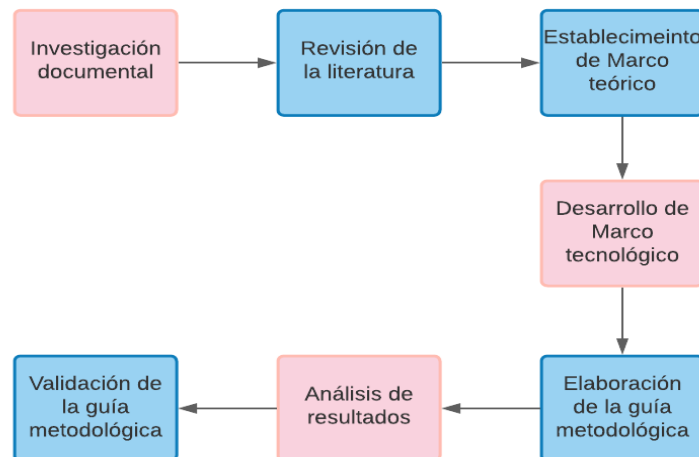 Investigación
documental
Revisión de
la literatura
Establecimeinto
de Marco
teórico
Desarrollo de
Marco
tecnológico
Elaboración
de la guía
metodológica
Análisis de
resultados
Validación de
la guía
metodológica